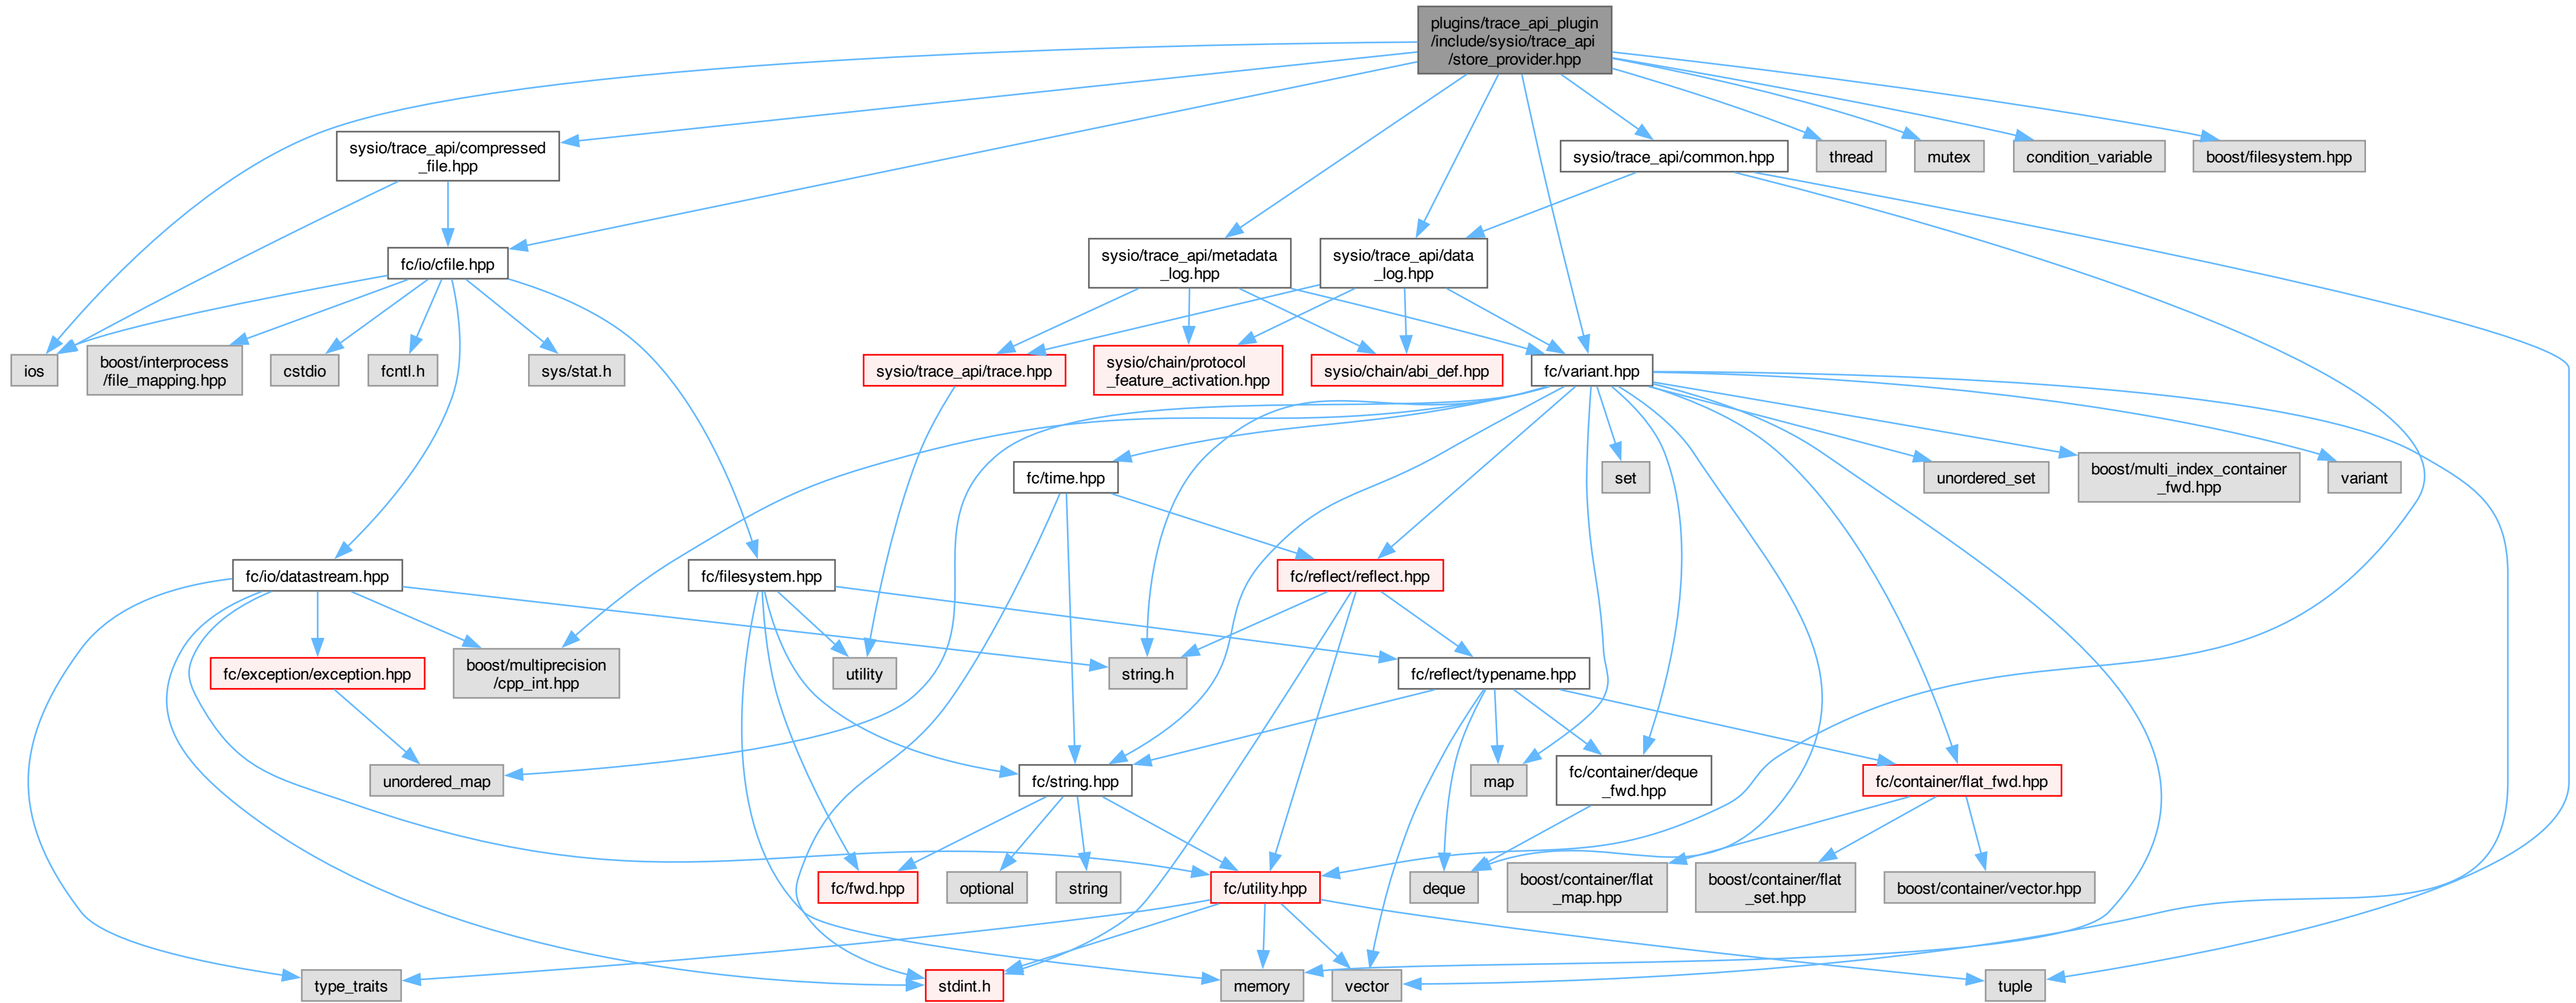 plugins/trace_api_plugin
/include/sysio/trace_api
/store_provider.hpp
sysio/trace_api/compressed
_file.hpp
sysio/trace_api/common.hpp
thread
mutex
condition_variable
boost/filesystem.hpp
fc/io/cfile.hpp
sysio/trace_api/metadata
_log.hpp
sysio/trace_api/data
_log.hpp
ios
boost/interprocess
/file_mapping.hpp
cstdio
fcntl.h
sys/stat.h
sysio/trace_api/trace.hpp
sysio/chain/protocol
_feature_activation.hpp
sysio/chain/abi_def.hpp
fc/variant.hpp
fc/time.hpp
set
unordered_set
boost/multi_index_container
_fwd.hpp
variant
fc/io/datastream.hpp
fc/filesystem.hpp
fc/reflect/reflect.hpp
fc/exception/exception.hpp
boost/multiprecision
/cpp_int.hpp
utility
string.h
fc/reflect/typename.hpp
unordered_map
fc/string.hpp
map
fc/container/deque
_fwd.hpp
fc/container/flat_fwd.hpp
fc/fwd.hpp
optional
string
fc/utility.hpp
deque
boost/container/flat
_map.hpp
boost/container/flat
_set.hpp
boost/container/vector.hpp
type_traits
stdint.h
memory
vector
tuple